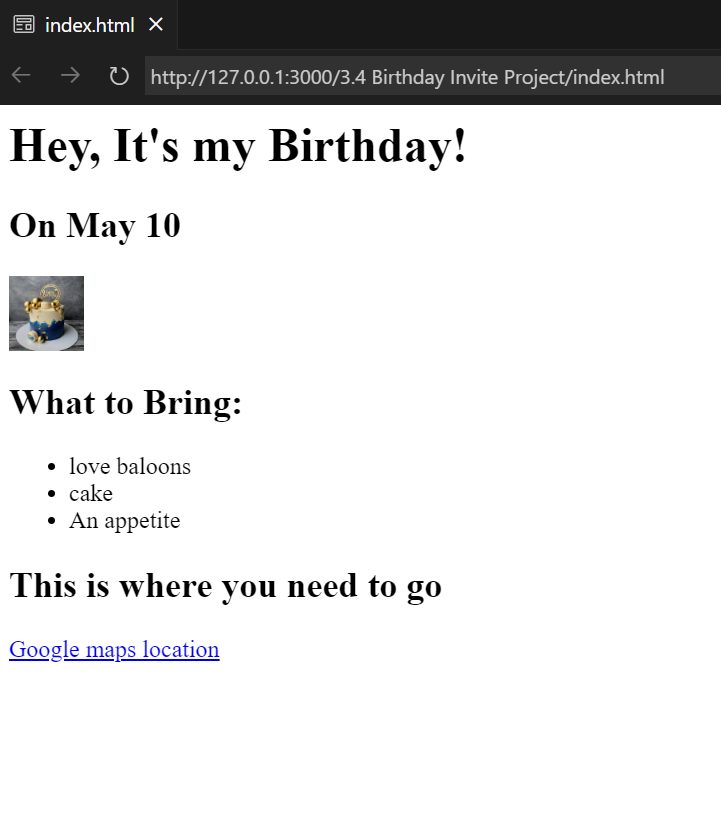 index.html
http://127.0.0.1:3000/3.4 Birthday Invite Project/index.html
Hey, It's my Birthday!
On May 10
What to Bring:
love baloons
cake
An appetite
This is where you need to go
Google maps location